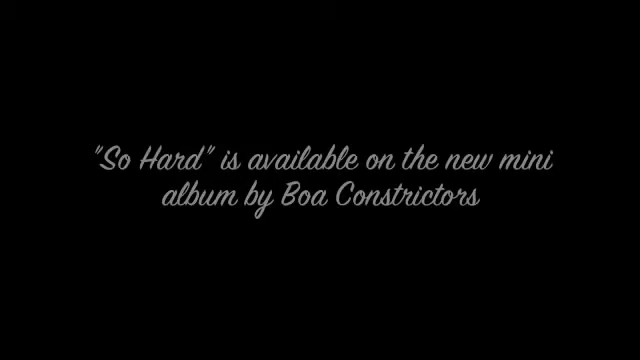 "So Hard" is available on the new mini
album by Boa Constrictors